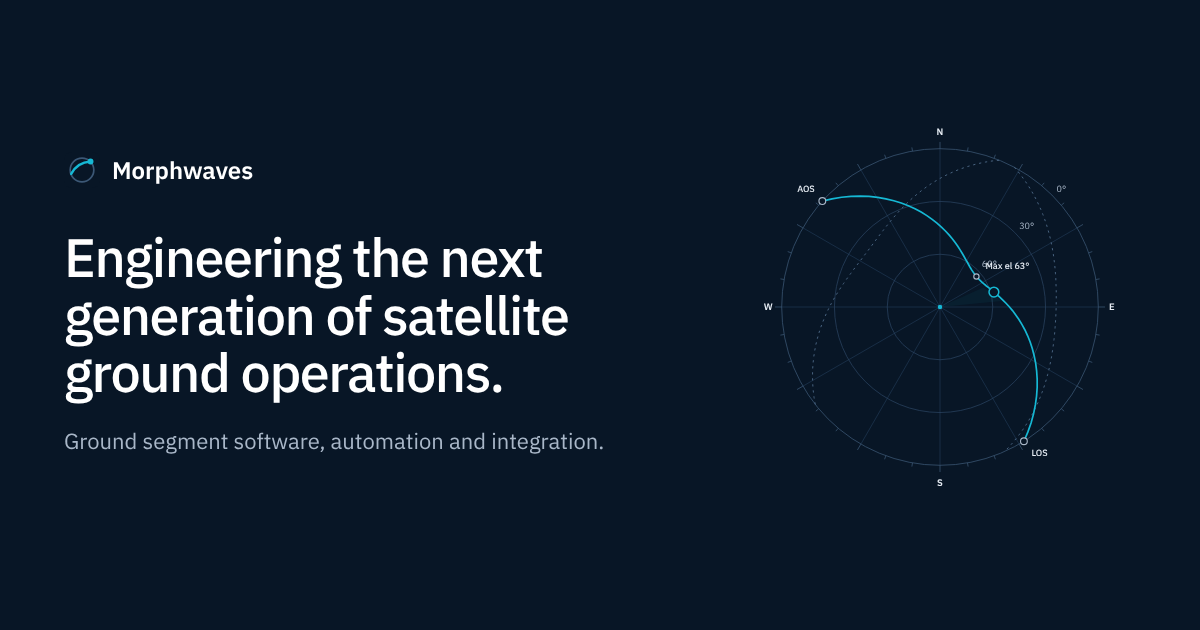 Morphwaves
Engineering the next
generation of satellite
ground operations.
Ground segment software, automation and integration.
N
AOS
0°
30°
60°
Max el 63°
W
E
LOS
S